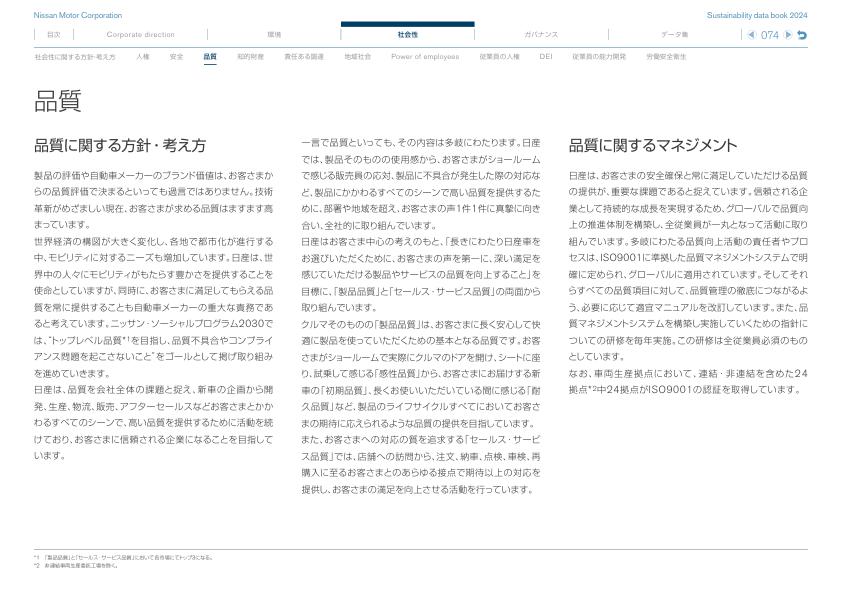 Nissan Motor Corporation
Sustainability data book 2024
目次
Corporate direction
環境
社会性
ガバナンス
データ集
074
社会性に関する方針・考え方
人権
安全
品質
知的財産
責任ある調達
地域社会
Power of employees
従業員の人権
DEI
従業員の能力開発
労働安全衛生
品質
品質に関する方針・考え方
製品の評価や自動車メーカーのブランド価値は、お客さまか
らの品質評価で決まるといっても過言ではありません。技術
革新がめざましい現在、お客さまが求める品質はますます高
まっています。
世界経済の構図が大きく変化し、各地で都市化が進行する
中、モビリティに対するニーズも増加しています。日産は、世
界中の人々にモビリティがもたらす豊かさを提供することを
使命としていますが、同時に、お客さまに満足してもらえる品
質を常に提供することも自動車メーカーの重大な責務であ
ると考えています。ニッサン・ソーシャルプログラム2030で
は、“トップレベル品質*1を目指し、品質不具合やコンプライ
アンス問題を起こさないこと”をゴールとして掲げ取り組み
を進めていきます。
日産は、品質を会社全体の課題と捉え、新車の企画から開
発、生産、物流、販売、アフターセールスなどお客さまとかか
わるすべてのシーンで、高い品質を提供するために活動を続
けており、お客さまに信頼される企業になることを目指して
います。
一言で品質といっても、その内容は多岐にわたります。日産
では、製品そのものの使用感から、お客さまがショールーム
で感じる販売員の応対、製品に不具合が発生した際の対応な
ど、製品にかかわるすべてのシーンで高い品質を提供するた
めに、部署や地域を超え、お客さまの声1件1件に真摯に向き
合い、全社的に取り組んでいます。
日産はお客さま中心の考えのもと、「長きにわたり日産車を
お選びいただくために、お客さまの声を第一に、深い満足を
感じていただける製品やサービスの品質を向上すること」を
目標に、「製品品質」と「セールス・サービス品質」の両面から
取り組んでいます。
クルマそのものの「製品品質」は、お客さまに長く安心して快
適に製品を使っていただくための基本となる品質です。お客
さまがショールームで実際にクルマのドアを開け、シートに座
り、試乗して感じる「感性品質」から、お客さまにお届けする新
車の「初期品質」、長くお使いいただいている間に感じる「耐
久品質」など、製品のライフサイクルすべてにおいてお客さ
まの期待に応えられるような品質の提供を目指しています。
また、お客さまへの対応の質を追求する「セールス・サービ
ス品質」では、店舗への訪問から、注文、納車、点検、車検、再
購入に至るお客さまとのあらゆる接点で期待以上の対応を
提供し、お客さまの満足を向上させる活動を行っています。
品質に関するマネジメント
日産は、お客さまの安全確保と常に満足していただける品質
の提供が、重要な課題であると捉えています。信頼される企
業として持続的な成長を実現するため、グローバルで品質向
上の推進体制を構築し、全従業員が一丸となって活動に取り
組んでいます。多岐にわたる品質向上活動の責任者やプロ
セスは、ISO9001に準拠した品質マネジメントシステムで明
確に定められ、グローバルに適用されています。そしてそれ
らすべての品質項目に対して、品質管理の徹底につながるよ
う、必要に応じて適宜マニュアルを改訂しています。また、品
質マネジメントシステムを構築し実施していくための指針に
ついての研修を毎年実施。この研修は全従業員必須のもの
としています。
なお、車両生産拠点において、連結・非連結を含めた24
拠点*2中24拠点がISO9001の認証を取得しています。
*1 「製品品質」と「セールス・サービス品質」において各市場にてトップ3になる。
*2 非連結車両生産委託工場を除く。